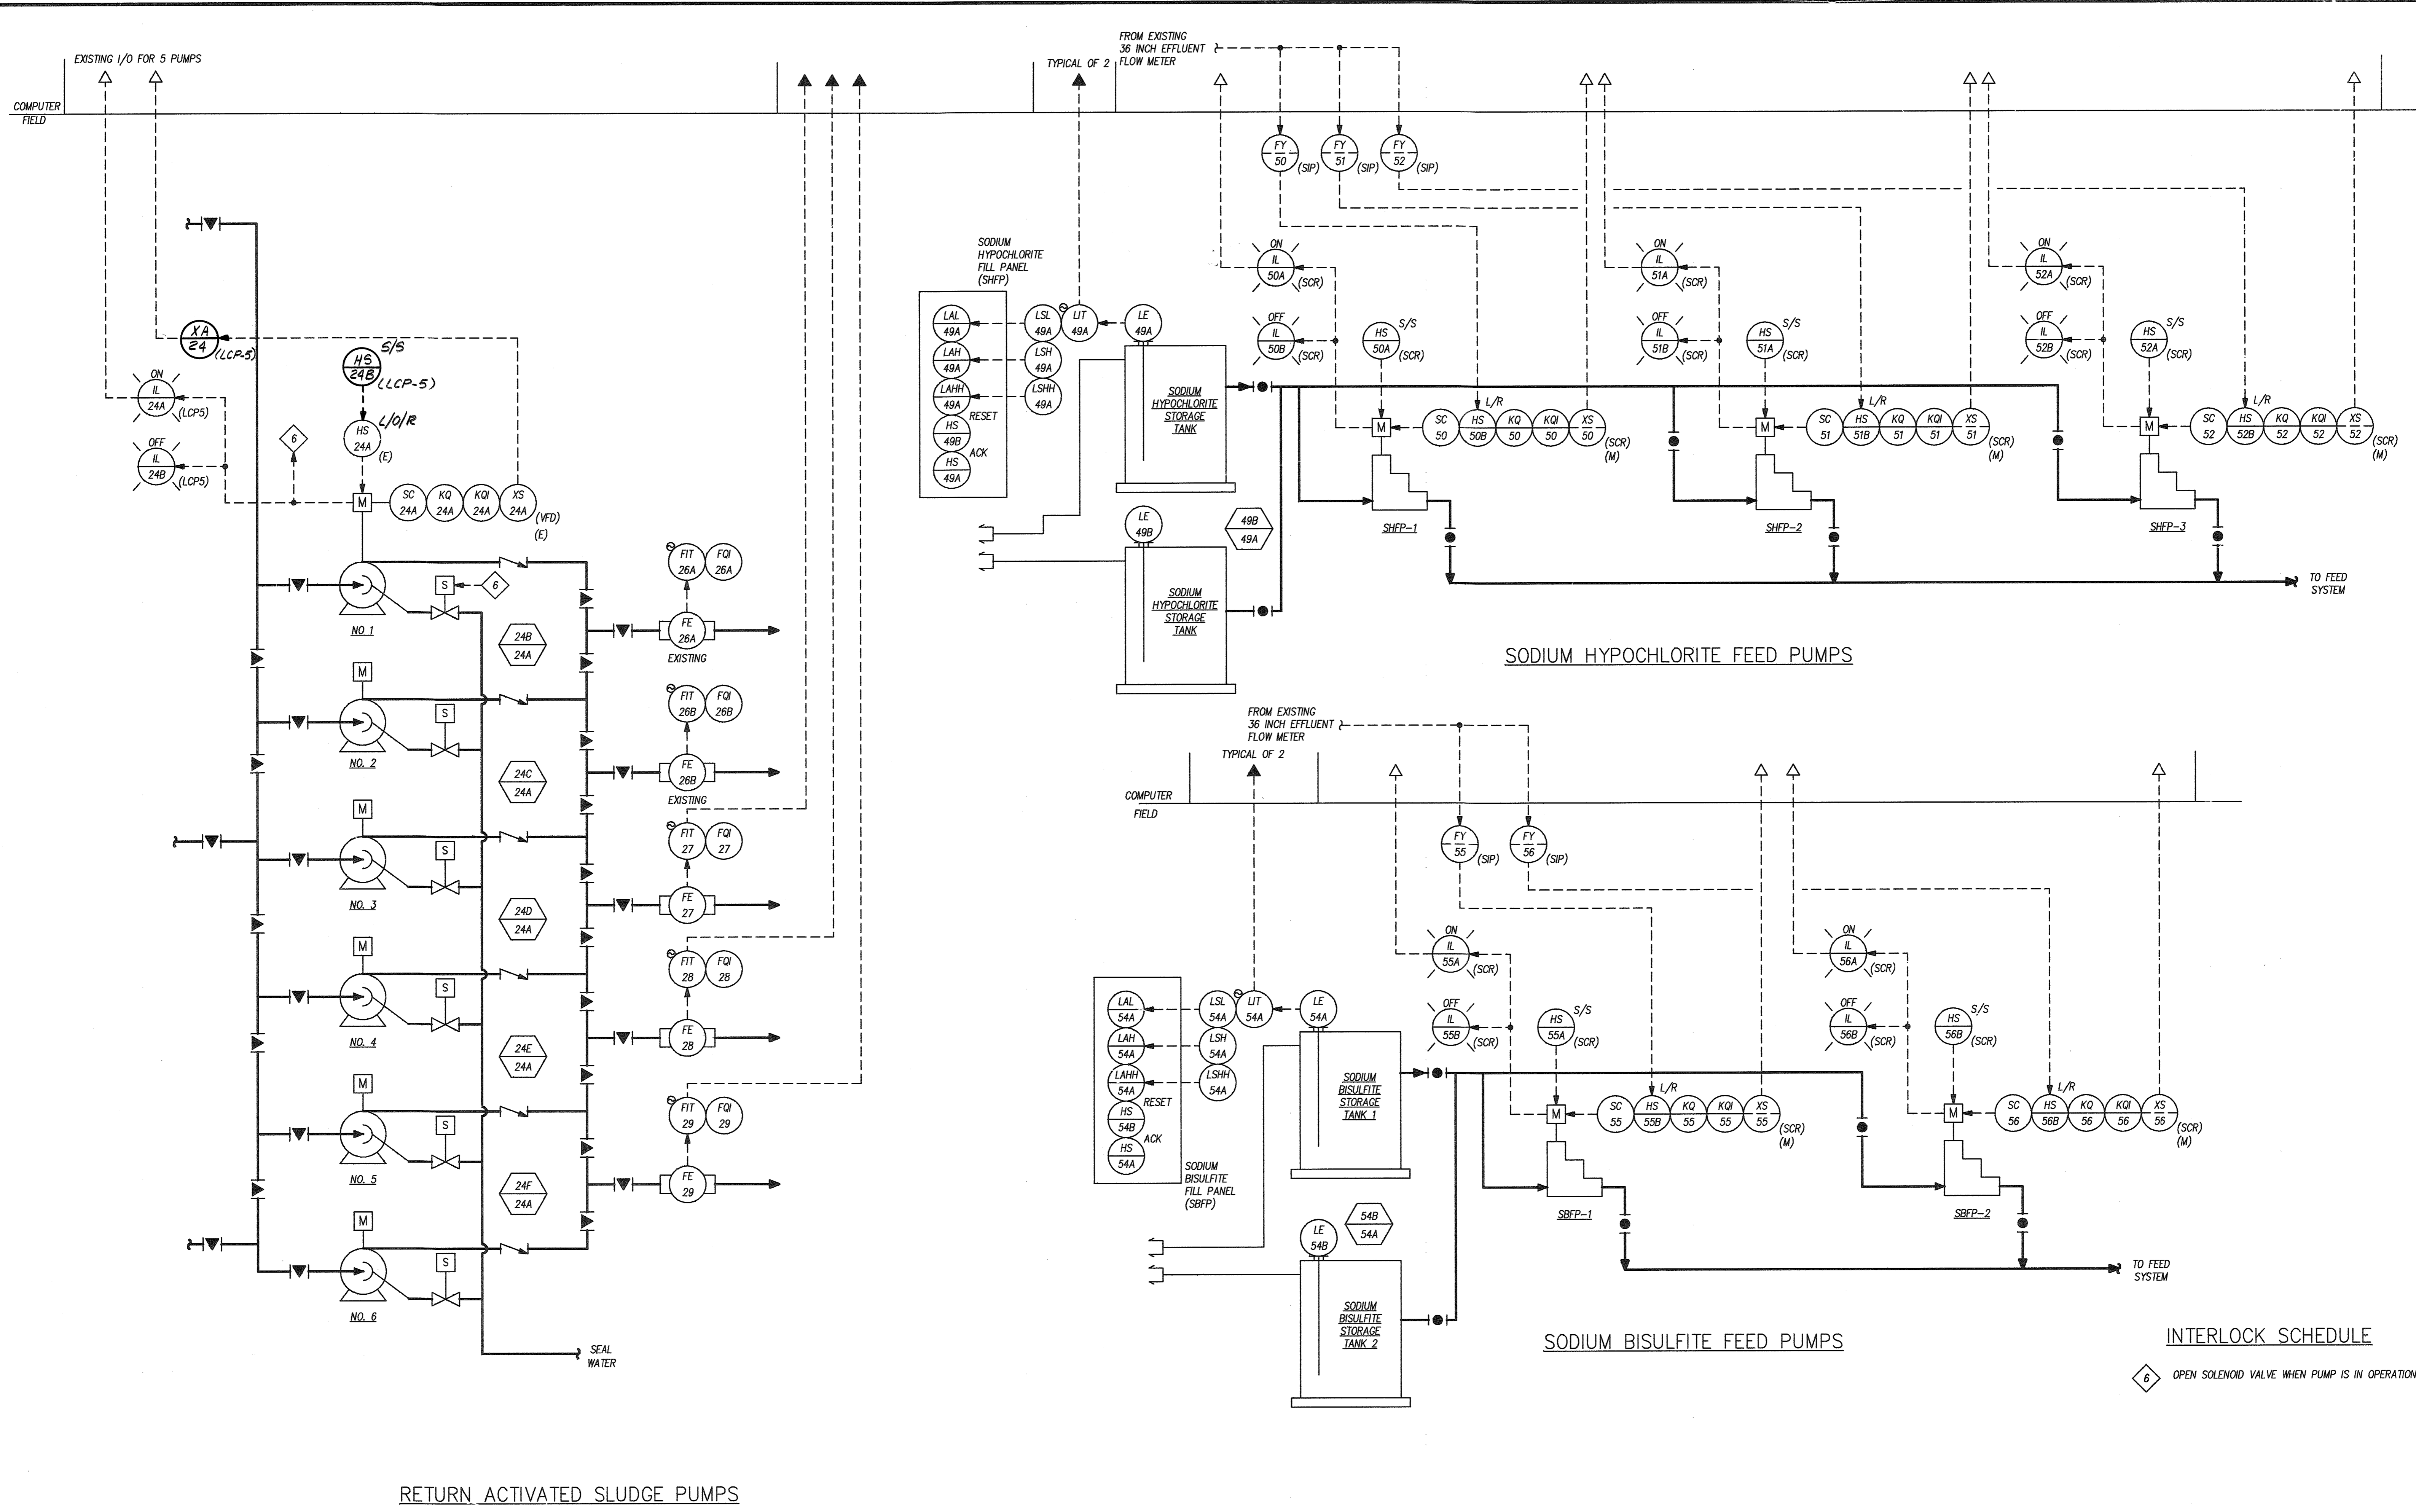 EXISTING I/O FOR 5 PUMPS
COMPUTER
FIELD
XA
24
(LCP-5)
HS
24B
S/S
(LCP-5)
ON
IL
24A
(LCP5)
OFF
IL
24B
(LCP5)
6
HS
24A
L/O/R
(E)
M
SC
24A
KQ
24A
KQI
24A
XS
24A
(VFD)
(E)
S
6
NO 1
24B
24A
M
S
NO. 2
24C
24A
M
S
NO. 3
24D
24A
M
S
NO. 4
24E
24A
M
S
NO. 5
24F
24A
M
S
NO. 6
SEAL
WATER
FIT
26A
FQI
26A
FE
26A
EXISTING
FIT
26B
FQI
26B
FE
26B
EXISTING
FIT
27
FQI
27
FE
27
FIT
28
FQI
28
FE
28
FIT
29
FQI
29
FE
29
RETURN ACTIVATED SLUDGE PUMPS
TYPICAL OF 2
FROM EXISTING
36 INCH EFFLUENT
FLOW METER
FY
50
(SIP)
FY
51
(SIP)
FY
52
(SIP)
SODIUM
HYPOCHLORITE
FILL PANEL
(SHFP)
LAL
49A
LAH
49A
LAHH
49A
RESET
HS
49B
ACK
HS
49A
LSL
49A
LSH
49A
LSHH
49A
LIT
49A
LE
49A
SODIUM
HYPOCHLORITE
STORAGE
TANK
LE
49B
49B
49A
SODIUM
HYPOCHLORITE
STORAGE
TANK
ON
IL
50A
(SCR)
OFF
IL
50B
(SCR)
HS
50A
S/S
(SCR)
M
SC
50
HS
50B
L/R
KQ
50
KQI
50
XS
50
(SCR)
(M)
SHFP-1
ON
IL
51A
(SCR)
OFF
IL
51B
(SCR)
HS
51A
S/S
(SCR)
M
SC
51
HS
51B
L/R
KQ
51
KQI
51
XS
51
(SCR)
(M)
SHFP-2
ON
IL
52A
(SCR)
OFF
IL
52B
(SCR)
HS
52A
S/S
(SCR)
M
SC
52
HS
52B
L/R
KQ
52
KQI
52
XS
52
(SCR)
(M)
SHFP-3
TO FEED
SYSTEM
SODIUM HYPOCHLORITE FEED PUMPS
FROM EXISTING
36 INCH EFFLUENT
FLOW METER
TYPICAL OF 2
COMPUTER
FIELD
FY
55
(SIP)
FY
56
(SIP)
LAL
54A
LAH
54A
LAHH
54A
RESET
HS
54B
ACK
HS
54A
SODIUM
BISULFITE
FILL PANEL
(SBFP)
LSL
54A
LSH
54A
LSHH
54A
LIT
54A
LE
54A
SODIUM
BISULFITE
STORAGE
TANK 1
LE
54B
54B
54A
SODIUM
BISULFITE
STORAGE
TANK 2
ON
IL
55A
(SCR)
OFF
IL
55B
(SCR)
HS
55A
S/S
(SCR)
M
SC
55
HS
55B
L/R
KQ
55
KQI
55
XS
55
(SCR)
(M)
SBFP-1
ON
IL
56A
(SCR)
OFF
IL
56B
(SCR)
HS
56B
S/S
(SCR)
M
SC
56
HS
56B
L/R
KQ
56
KQI
56
XS
56
(SCR)
(M)
SBFP-2
TO FEED
SYSTEM
SODIUM BISULFITE FEED PUMPS
INTERLOCK SCHEDULE
6 OPEN SOLENOID VALVE WHEN PUMP IS IN OPERATION